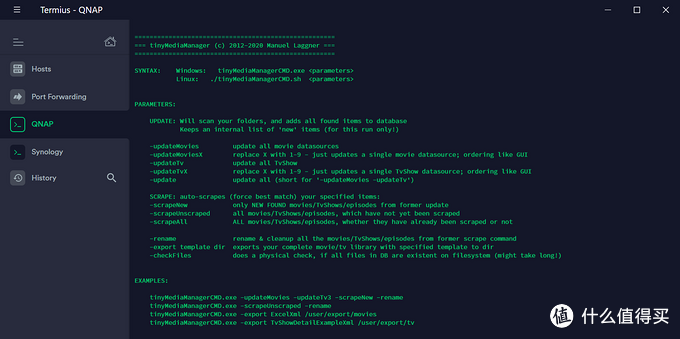 Termius - QNAP
Hosts
Port Forwarding
QNAP
Synology
History
=====================================================
=== tinyMediaManager (c) 2012-2020 Manuel Laggner ===
=====================================================
SYNTAX:    Windows:   tinyMediaManagerCMD.exe <parameters>
Linux:   ./tinyMediaManagerCMD.sh  <parameters>
PARAMETERS:
UPDATE: Will scan your folders, and adds all found items to database
Keeps an internal list of 'new' items (for this run only!)
-updateMovies         update all movie datasources
-updateMoviesX        replace X with 1-9 - just updates a single movie datasource; ordering like GUI
-updateTv             update all TvShow
-updateTvX            replace X with 1-9 - just updates a single TvShow datasource; ordering like GUI
-update               update all (short for '-updateMovies -updateTv')
SCRAPE: auto-scrapes (force best match) your specified items:
-scrapeNew            only NEW FOUND movies/TvShows/episodes from former update
-scrapeUnscraped      all movies/TvShows/episodes, which have not yet been scraped
-scrapeAll            ALL movies/TvShows/episodes, whether they have already been scraped or not
-rename               rename & cleanup all the movies/TvShows/episodes from former scrape command
-export template dir  exports your complete movie/tv library with specified template to dir
-checkFiles           does a physical check, if all files in DB are existent on filesystem (might take long!)
EXAMPLES:
tinyMediaManagerCMD.exe -updateMovies -updateTv3 -scrapeNew -rename
tinyMediaManagerCMD.exe -scrapeUnscraped -rename
tinyMediaManagerCMD.exe -export ExcelXml /user/export/movies
tinyMediaManagerCMD.exe -export TvShowDetailExampleXml /user/export/tv
值 什么值得买